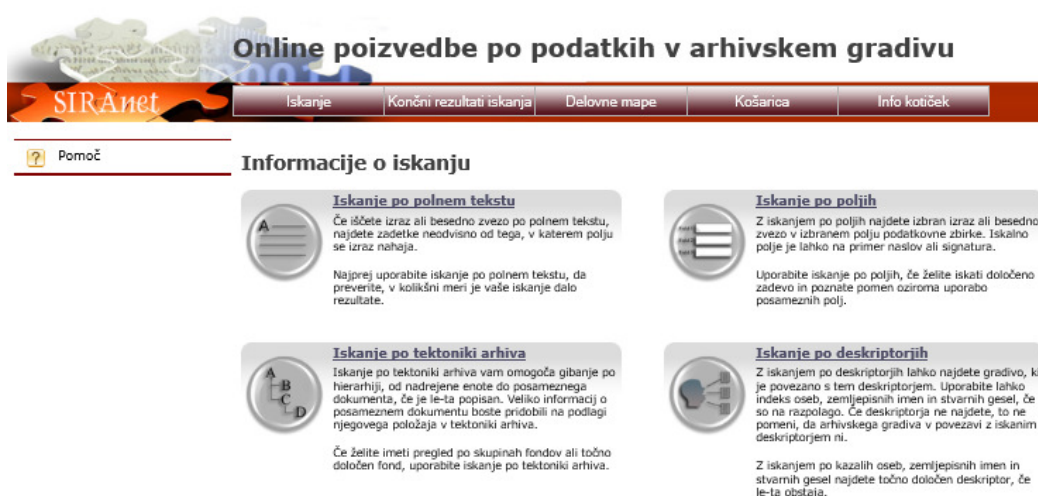 Online poizvedbe po podatkih v arhivskem gradivu
SIRAnet
Iskanje
Končni rezultati iskanja
Delovne mape
Košarica
Info kotiček
Pomoč
Informacije o iskanju
Iskanje po polnem tekstu
Če iščete izraz ali besedno zvezo po polnem tekstu,
najdete zadetke neodvisno od tega, v katerem polju
se izraz nahaja.
Najprej uporabite iskanje po polnem tekstu, da
preverite, v kolikšni meri je vaše iskanje dalo
rezultate.
Iskanje po poljih
Z iskanjem po poljih najdete izbran izraz ali besedno
zvezo v izbranem polju podatkovne zbirke. Iskalno
polje je lahko na primer naslov ali signatura.
Uporabite iskanje po poljih, če želite iskati določeno
zadevo in poznate pomen oziroma uporabo
posameznih polj.
Iskanje po tektoniki arhiva
Iskanje po tektoniki arhiva vam omogoča gibanje po
hierarhiji, od nadrejene enote do posameznega
dokumenta, če je le-ta popisan. Veliko informacij o
posameznem dokumentu boste pridobili na podlagi
njegovega položaja v tektoniki arhiva.
Če želite imeti pregled po skupinah fondov ali točno
določen fond, uporabite iskanje po tektoniki arhiva.
A
B
C
D
Iskanje po deskriptorjih
Z iskanjem po deskriptorjih lahko najdete gradivo, ki
je povezano s tem deskriptorjem. Uporabite lahko
indeks oseb, zemljepisnih imen in stvarnih gesel, če
so na razpolago. Če deskriptorja ne najdete, to ne
pomeni, da arhivskega gradiva v povezavi z iskanim
deskriptorjem ni.
Z iskanjem po kazalih oseb, zemljepisnih imen in
stvarnih gesel najdete točno določen deskriptor, če
le-ta obstaja.